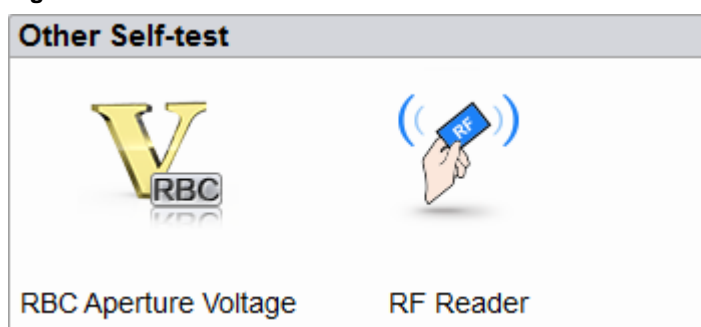 Other Self-test
RBC
RF
RBC Aperture Voltage
RF Reader